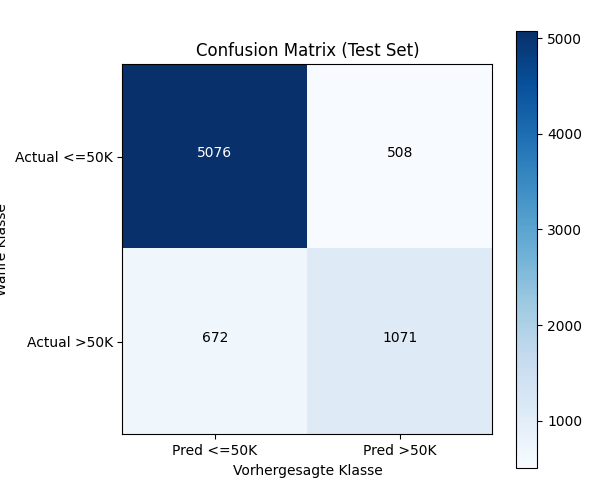 Confusion Matrix (Test Set)
5000
4000
3000
2000
1000
Actual <=50K
5076
508
Wahre Klasse
Actual >50K
672
1071
Pred <=50K
Pred >50K
Vorhergesagte Klasse